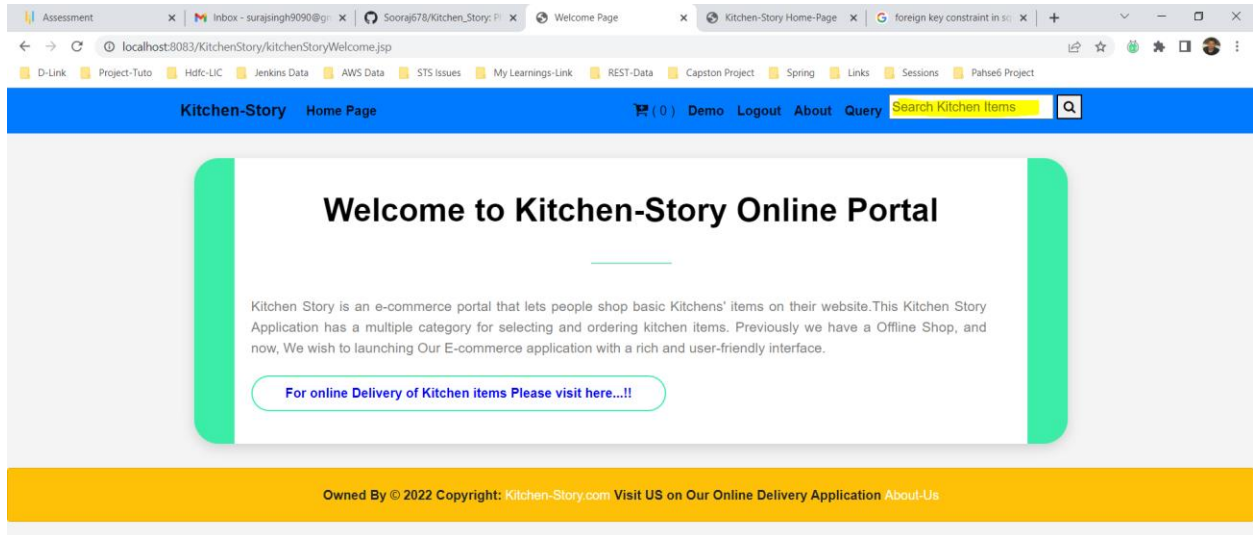 Assessment
Inbox - surajsingh9090@gm
Sooraj678/Kitchen_Story: P
Welcome Page
Kitchen-Story Home-Page
foreign key constraint in sq
localhost:8083/KitchenStory/kitchenStoryWelcome.jsp
D-Link Project-Tuto Hdfc-LIC Jenkins Data AWS Data STS Issues My Learnings-Link REST-Data Capston Project Spring Links Sessions Pahse6 Project
Kitchen-Story Home Page ( 0 ) Demo Logout About Query Search Kitchen Items
Welcome to Kitchen-Story Online Portal
Kitchen Story is an e-commerce portal that lets people shop basic Kitchens' items on their website.This Kitchen Story
Application has a multiple category for selecting and ordering kitchen items. Previously we have a Offline Shop, and
now, We wish to launching Our E-commerce application with a rich and user-friendly interface.
For online Delivery of Kitchen items Please visit here...!!
Owned By © 2022 Copyright: Kitchen-Story.com Visit US on Our Online Delivery Application About-Us